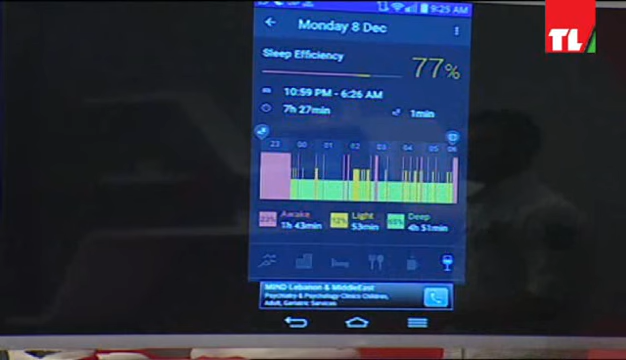 9:25 AM
Monday 8 Dec
TL
Sleep Efficiency
77%
10:59 PM - 6:26 AM
7h 27min
1min
23 00 01 02 03 04 05 06
23% Awake 12% Light 65% Deep
1h 43min 53min 4h 51min
MIND Lebanon & MiddleEast
Psychiatry & Psychology Clinics Children,
Adult, Geriatric Services